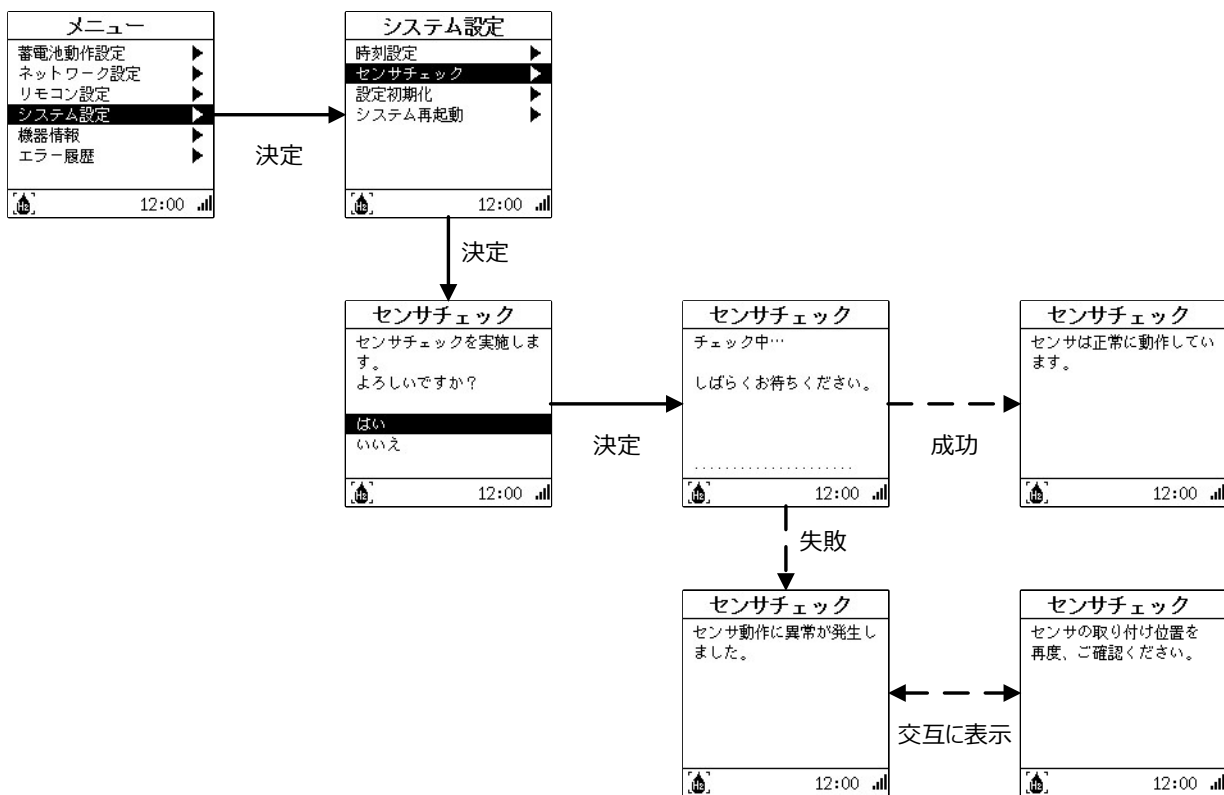 メニュー
蓄電池動作設定
ネットワーク設定
リモコン設定
システム設定
機器情報
エラー履歴
12:00
決定
システム設定
時刻設定
センサチェック
設定初期化
システム再起動
12:00
決定
センサチェック
センサチェックを実施しま
す。
よろしいですか?
はい
いいえ
12:00
決定
センサチェック
チェック中…
しばらくお待ちください。
.....................
12:00
成功
センサチェック
センサは正常に動作してい
ます。
12:00
失敗
センサチェック
センサ動作に異常が発生し
ました。
12:00
交互に表示
センサチェック
センサの取り付け位置を
再度、ご確認ください。
12:00